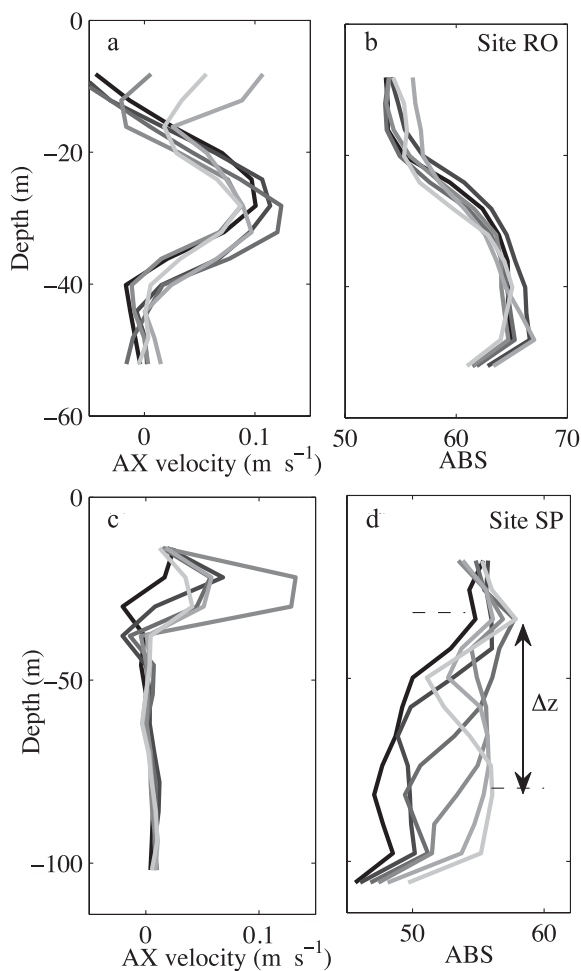 0
a
b
Site RO
−20
Depth (m)
−40
−60
0
0.1
50
60
70
AX velocity (m s−1)
ABS
0
c
d
Site SP
−50
Δz
Depth (m)
−100
0
0.1
50
60
AX velocity (m s−1)
ABS